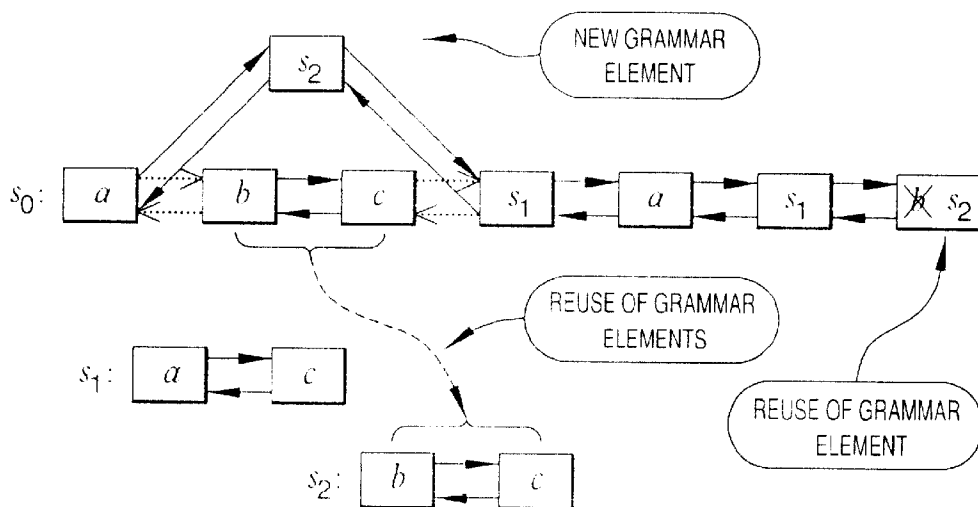 NEW GRAMMAR
ELEMENT
s2
s0: a b c s1 a s1 s2
REUSE OF GRAMMAR
ELEMENTS
s1: a c
REUSE OF GRAMMAR
ELEMENT
s2: b c